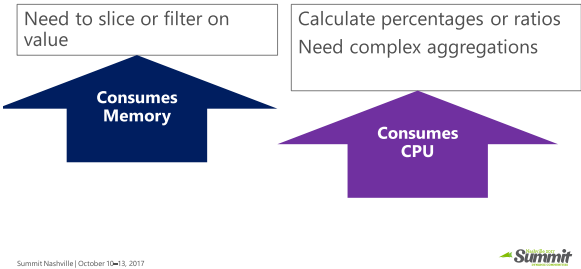 Need to slice or filter on
value
Calculate percentages or ratios
Need complex aggregations
Consumes
Memory
Consumes
CPU
Summit Nashville | October 10–13, 2017
Summit